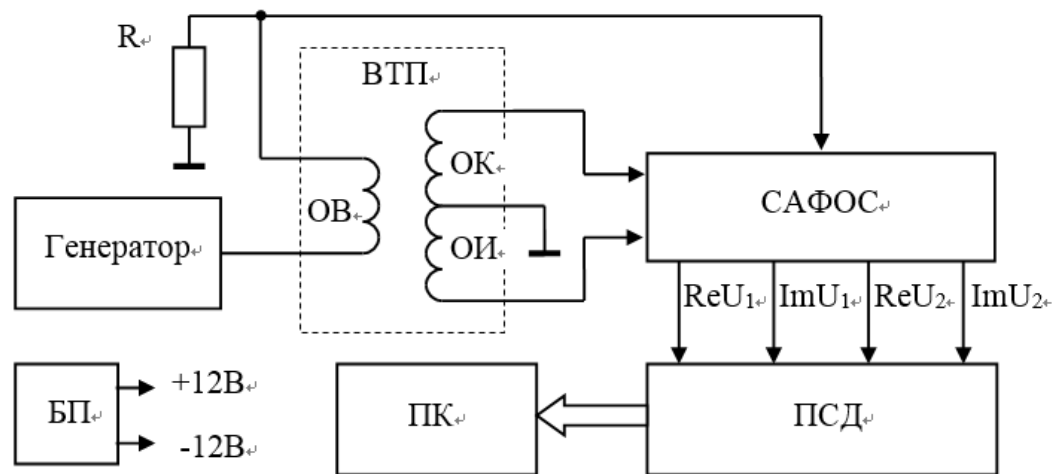 R
ВТП
ОК
ОВ
ОИ
САФОС
Генератор
ReU₁ ImU₁ ReU₂ ImU₂
+12В
БП
-12В
ПК
ПСД